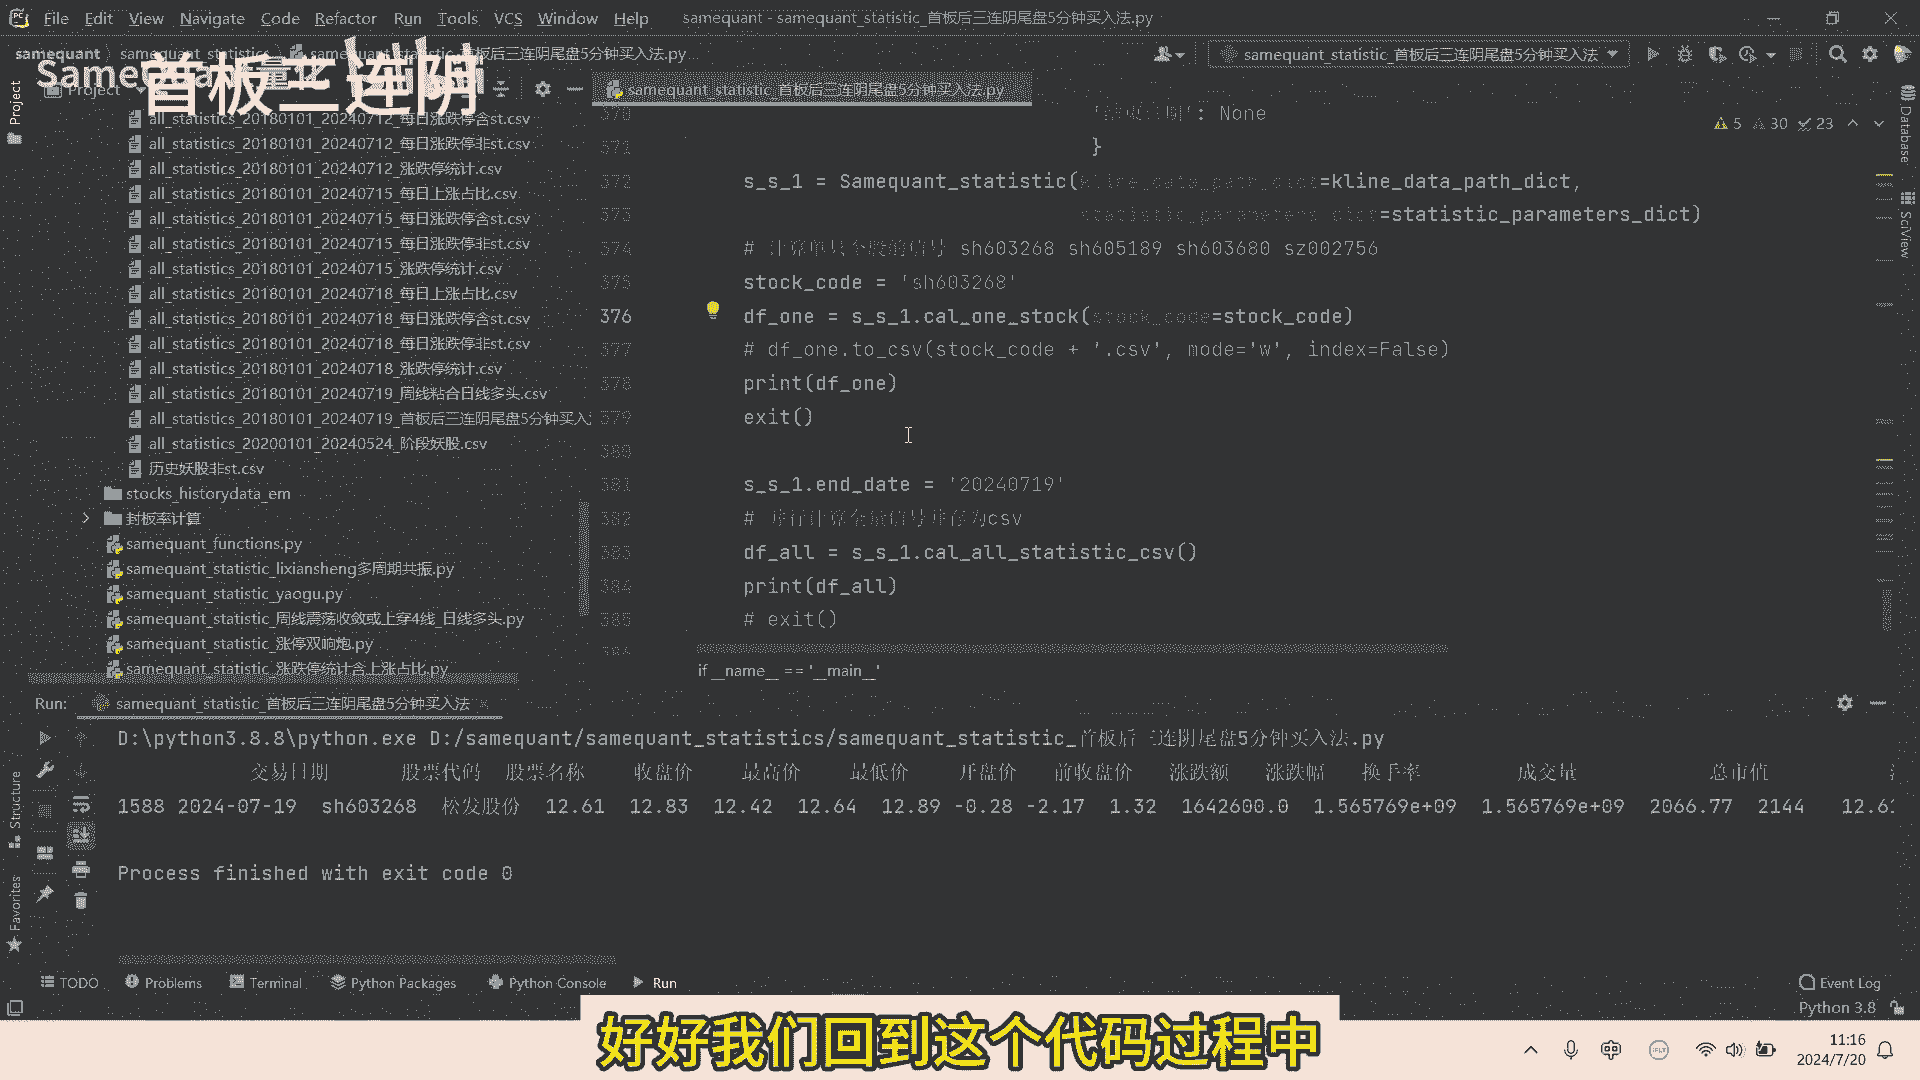 File Edit View Navigate Code Refactor Run Tools VCS Window Help samequant - samequant_statistic_首板后三连阴尾盘5分钟买入法.py
samequant samequant_statistics samequant_statistic_首板后三连阴尾盘5分钟买入法.py
samequant_statistic_首板后三连阴尾盘5分钟买入法
首板三连阴
Project
Project
samequant_statistic_首板后三连阴尾盘5分钟买入法.py
all_statistics_20180101_20240712_每日涨跌停含st.csv
all_statistics_20180101_20240712_每日涨跌停非st.csv
all_statistics_20180101_20240712_涨跌停统计.csv
all_statistics_20180101_20240715_每日上涨占比.csv
all_statistics_20180101_20240715_每日涨跌停含st.csv
all_statistics_20180101_20240715_每日涨跌停非st.csv
all_statistics_20180101_20240715_涨跌停统计.csv
all_statistics_20180101_20240718_每日上涨占比.csv
all_statistics_20180101_20240718_每日涨跌停含st.csv
all_statistics_20180101_20240718_每日涨跌停非st.csv
all_statistics_20180101_20240718_涨跌停统计.csv
all_statistics_20180101_20240719_周线粘合日线多头.csv
all_statistics_20180101_20240719_首板后三连阴尾盘5分钟买入
all_statistics_20200101_20240524_阶段妖股.csv
历史妖股非st.csv
stocks_historydata_em
封板率计算
samequant_functions.py
samequant_statistic_lixiansheng多周期共振.py
samequant_statistic_yaogu.py
samequant_statistic_周线震荡收敛或上穿4线_日线多头.py
samequant_statistic_涨停双响炮.py
samequant_statistic_涨跌停统计含上涨占比.py
5 30 23
370 ': None
371 }
372 s_s_1 = Samequant_statistic(kline_data_path_dict=kline_data_path_dict,
373 statistic_parameters_dict=statistic_parameters_dict)
374 # sh603268 sh605189 sh603680 sz002756
375 stock_code = 'sh603268'
376 df_one = s_s_1.cal_one_stock(stock_code=stock_code)
377 # df_one.to_csv(stock_code + '.csv', mode='w', index=False)
378 print(df_one)
379 exit()
380
381 s_s_1.end_date = '20240719'
382 # csv
383 df_all = s_s_1.cal_all_statistic_csv()
384 print(df_all)
385 # exit()
if __name__ == '__main__'
Database
SciView
Run: samequant_statistic_首板后三连阴尾盘5分钟买入法
D:\python3.8.8\python.exe D:/samequant/samequant_statistics/samequant_statistic_首板后三连阴尾盘5分钟买入法.py
交易日期 股票代码 股票名称 收盘价 最高价 最低价 开盘价 前收盘价 涨跌额 涨跌幅 换手率 成交量 总市值
1588 2024-07-19 sh603268 松发股份 12.61 12.83 12.42 12.64 12.89 -0.28 -2.17 1.32 1642600.0 1.565769e+09 1.565769e+09 2066.77 2144 12.61
Process finished with exit code 0
Structure
Favorites
TODO Problems Terminal Python Packages Python Console Run Event Log
Python 3.8
好好我们回到这个代码过程中
11:16
2024/7/20